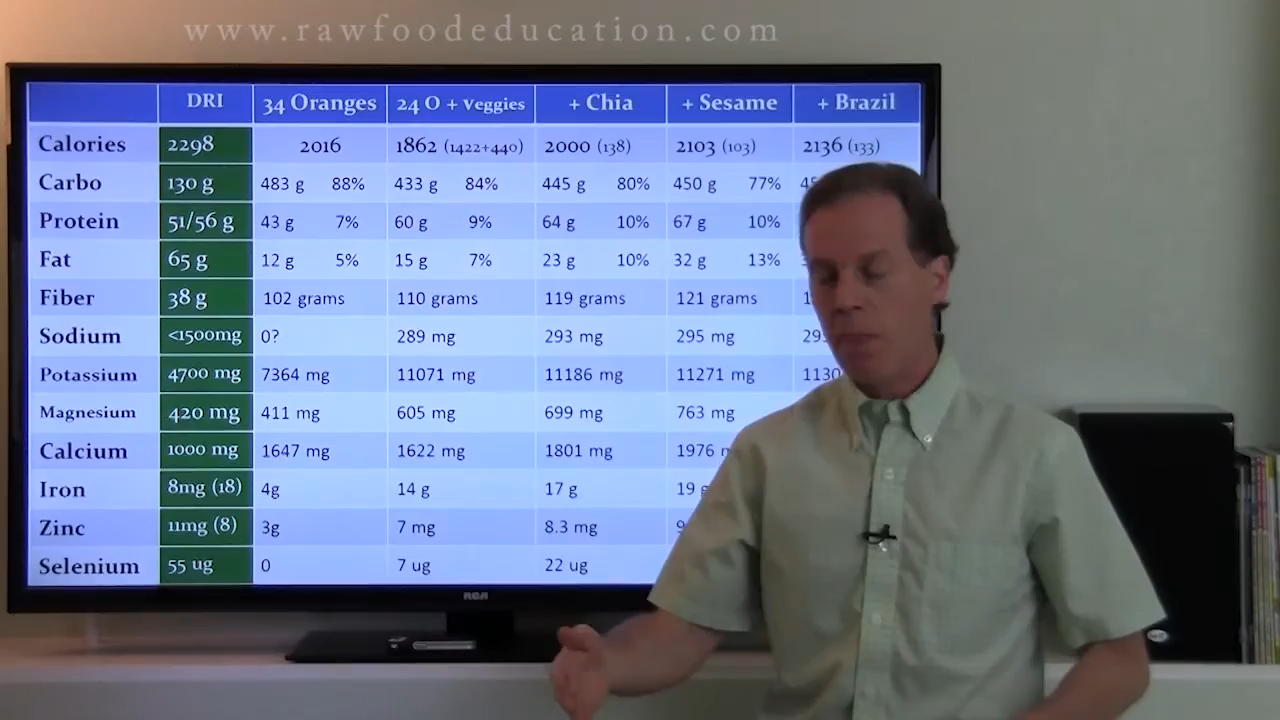 www.rawfoodeducation.com
DRI 34 Oranges 24 O + veggies + Chia + Sesame + Brazil
Calories 2298 2016 1862 (1422+440) 2000 (138) 2103 (103) 2136 (133)
Carbo 130 g 483 g 88% 433 g 84% 445 g 80% 450 g 77%
Protein 51/56 g 43 g 7% 60 g 9% 64 g 10% 67 g 10%
Fat 65 g 12 g 5% 15 g 7% 23 g 10% 32 g 13%
Fiber 38 g 102 grams 110 grams 119 grams 121 grams
Sodium <1500mg 0? 289 mg 293 mg 295 mg
Potassium 4700 mg 7364 mg 11071 mg 11186 mg 11271 mg
Magnesium 420 mg 411 mg 605 mg 699 mg 763 mg
Calcium 1000 mg 1647 mg 1622 mg 1801 mg 1976
Iron 8mg (18) 4g 14 g 17 g 19
Zinc 11mg (8) 3g 7 mg 8.3 mg
Selenium 55 ug 0 7 ug 22 ug
RCA